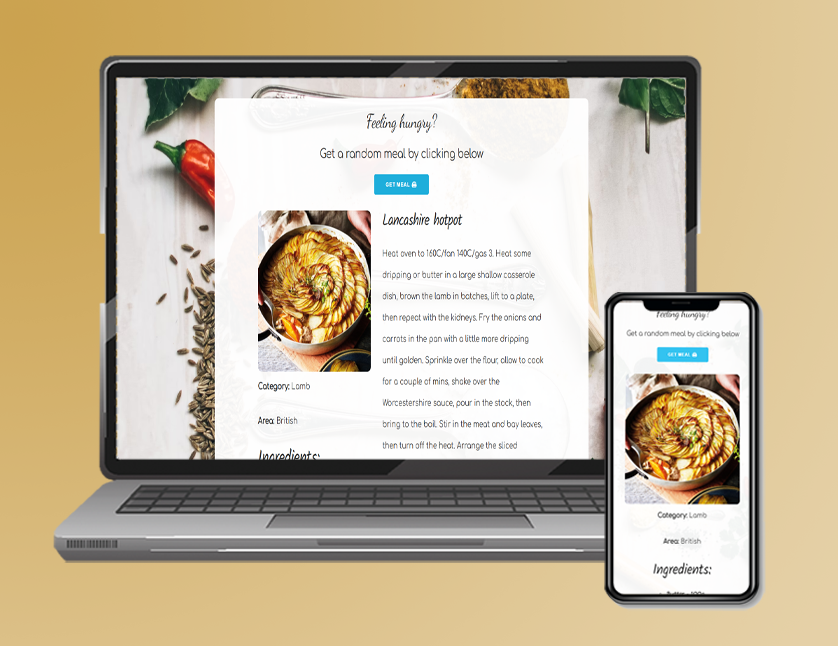 Feeling hungry?
Get a random meal by clicking below
GET MEAL
Lancashire hotpot
Heat oven to 160C/fan 140C/gas 3. Heat some
dripping or butter in a large shallow casserole
dish, brown the lamb in batches, lift to a plate,
then repeat with the kidneys. Fry the onions and
carrots in the pan with a little more dripping
until golden. Sprinkle over the flour, allow to cook
for a couple of mins, shake over the
Worcestershire sauce, pour in the stock, then
bring to the boil. Stir in the meat and bay leaves,
then turn off the heat. Arrange the sliced
Category: Lamb
Area: British
Ingredients:
Feeling hungry?
Get a random meal by clicking below
GET MEAL
Category: Lamb
Area: British
Ingredients: